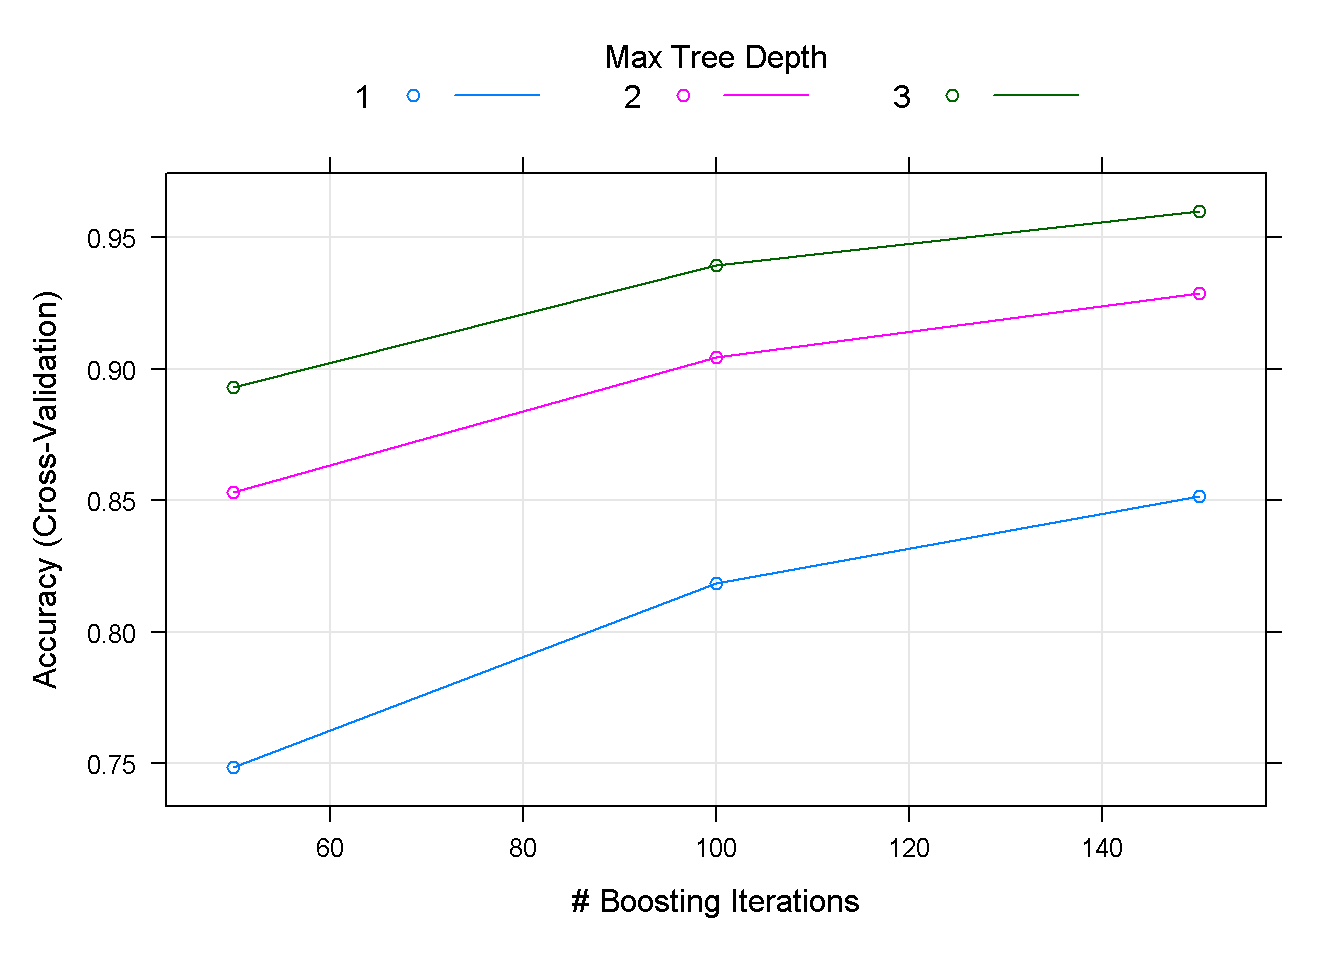 Max Tree Depth
1 2 3
0.95
0.90
0.85
0.80
0.75
Accuracy (Cross-Validation)
60 80 100 120 140
# Boosting Iterations